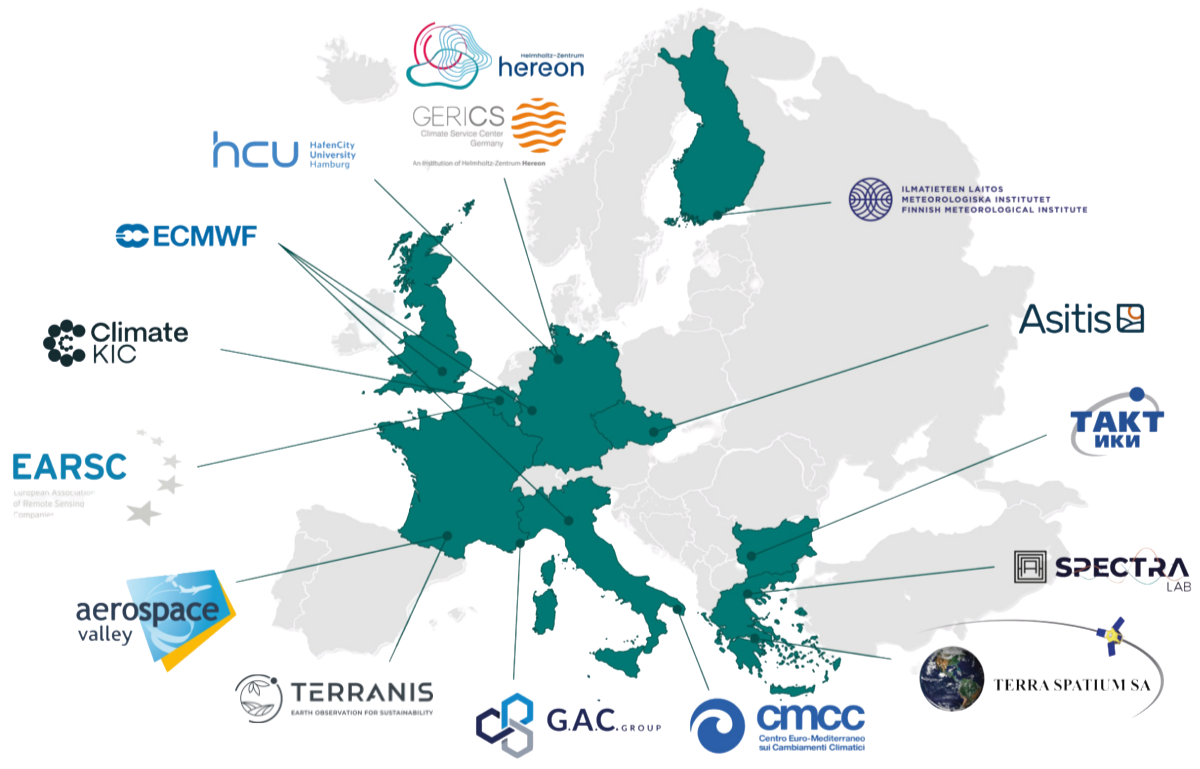 Helmholtz-Zentrum
hereon
GERICS
Climate Service Center
Germany
An Institution of Helmholtz-Zentrum Hereon
hcu
HafenCity
University
Hamburg
ILMATIETEEN LAITOS
METEOROLOGISKA INSTITUTET
FINNISH METEOROLOGICAL INSTITUTE
ECMWF
Asitis
Climate
KIC
ТАКТ
ИКИ
EARSC
European Association
of Remote Sensing
Companies
SPECTRA
LAB
aerospace
valley
TERRA SPATIUM SA
TERRANIS
EARTH OBSERVATION FOR SUSTAINABILITY
G.A.C. GROUP
cmcc
Centro Euro-Mediterraneo
sui Cambiamenti Climatici